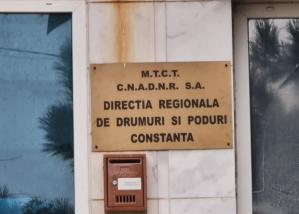 M.T.C.T.
C.N.A.D.N.R. S.A.
DIRECTIA REGIONALA
DE DRUMURI SI PODURI
CONSTANTA